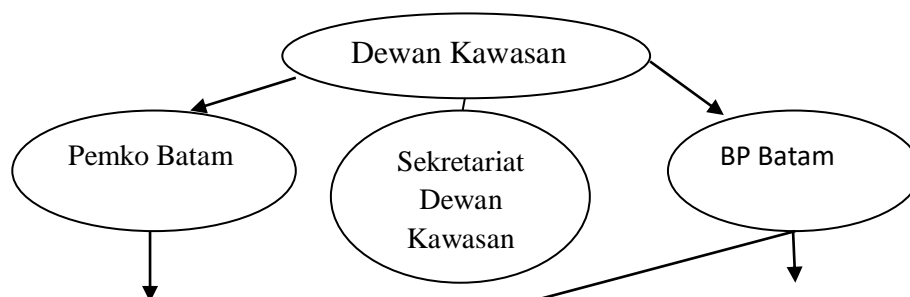 Dewan Kawasan
Pemko Batam
Sekretariat
Dewan
Kawasan
BP Batam